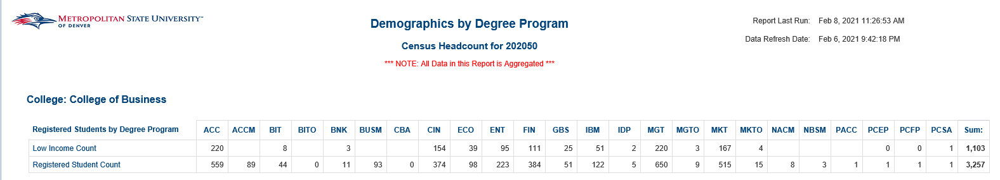 METROPOLITAN STATE UNIVERSITY™
OF DENVER
Demographics by Degree Program
Census Headcount for 202050
*** NOTE: All Data in this Report is Aggregated ***
Report Last Run: Feb 8, 2021 11:26:53 AM
Data Refresh Date: Feb 6, 2021 9:42:18 PM
College: College of Business
Registered Students by Degree Program ACC ACCM BIT BITO BNK BUSM CBA CIN ECO ENT FIN GBS IBM IDP MGT MGTO MKT MKTO NACM NBSM PACC PCEP PCFP PCSA Sum:
Low Income Count 220 8 3 154 39 95 111 25 51 2 220 3 167 4 0 0 1 1,103
Registered Student Count 559 89 44 0 11 93 0 374 98 223 384 51 122 5 650 9 515 15 8 3 1 1 1 1 3,257